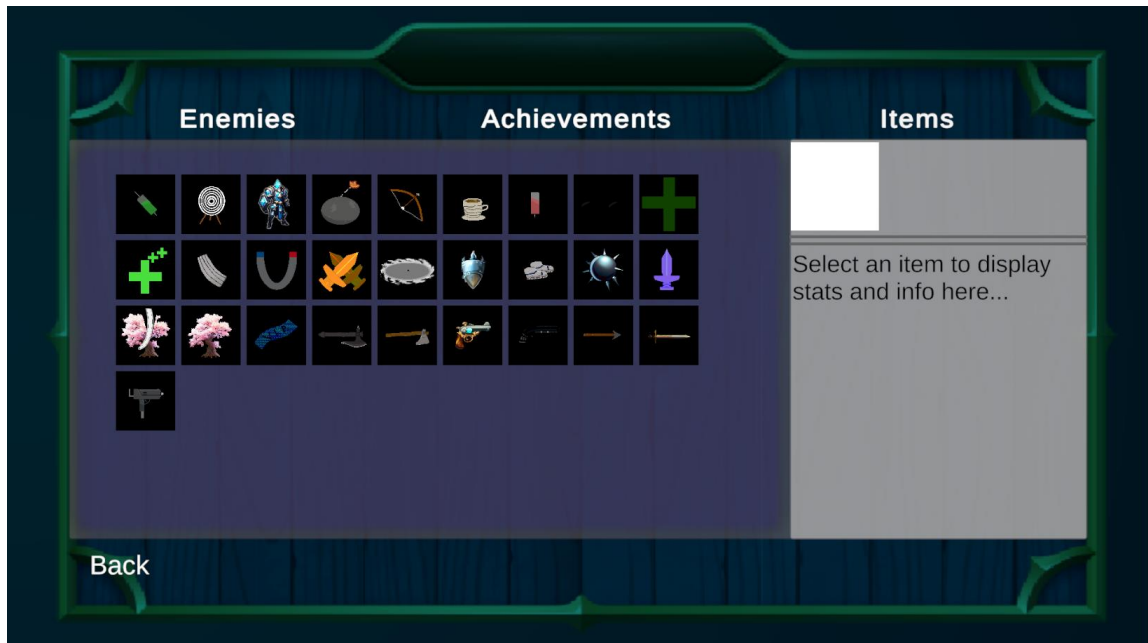 Enemies
Achievements
Items
Select an item to display
stats and info here...
Back